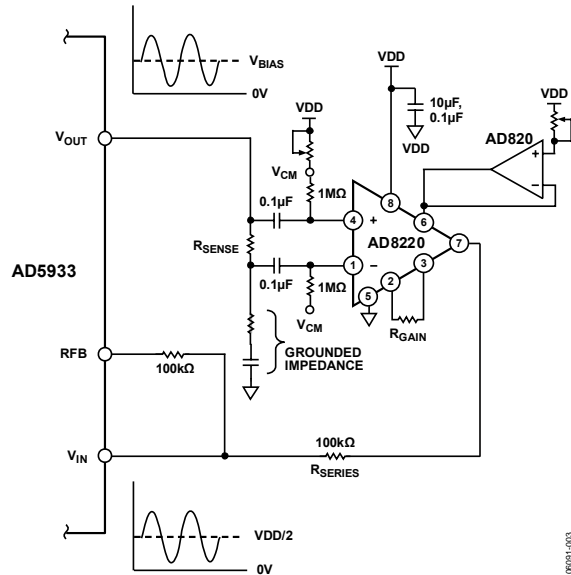 VBIAS
0V
VDD
VDD
10µF,
0.1µF
VDD
AD820
+
−
VOUT
VCM
1MΩ
0.1µF
8
6
4
+
AD8220
7
RSENSE
1
−
3
2
5
AD5933
0.1µF
1MΩ
VCM
RGAIN
GROUNDED
IMPEDANCE
RFB
100kΩ
100kΩ
VIN
RSERIES
VDD/2
0V
06091-003